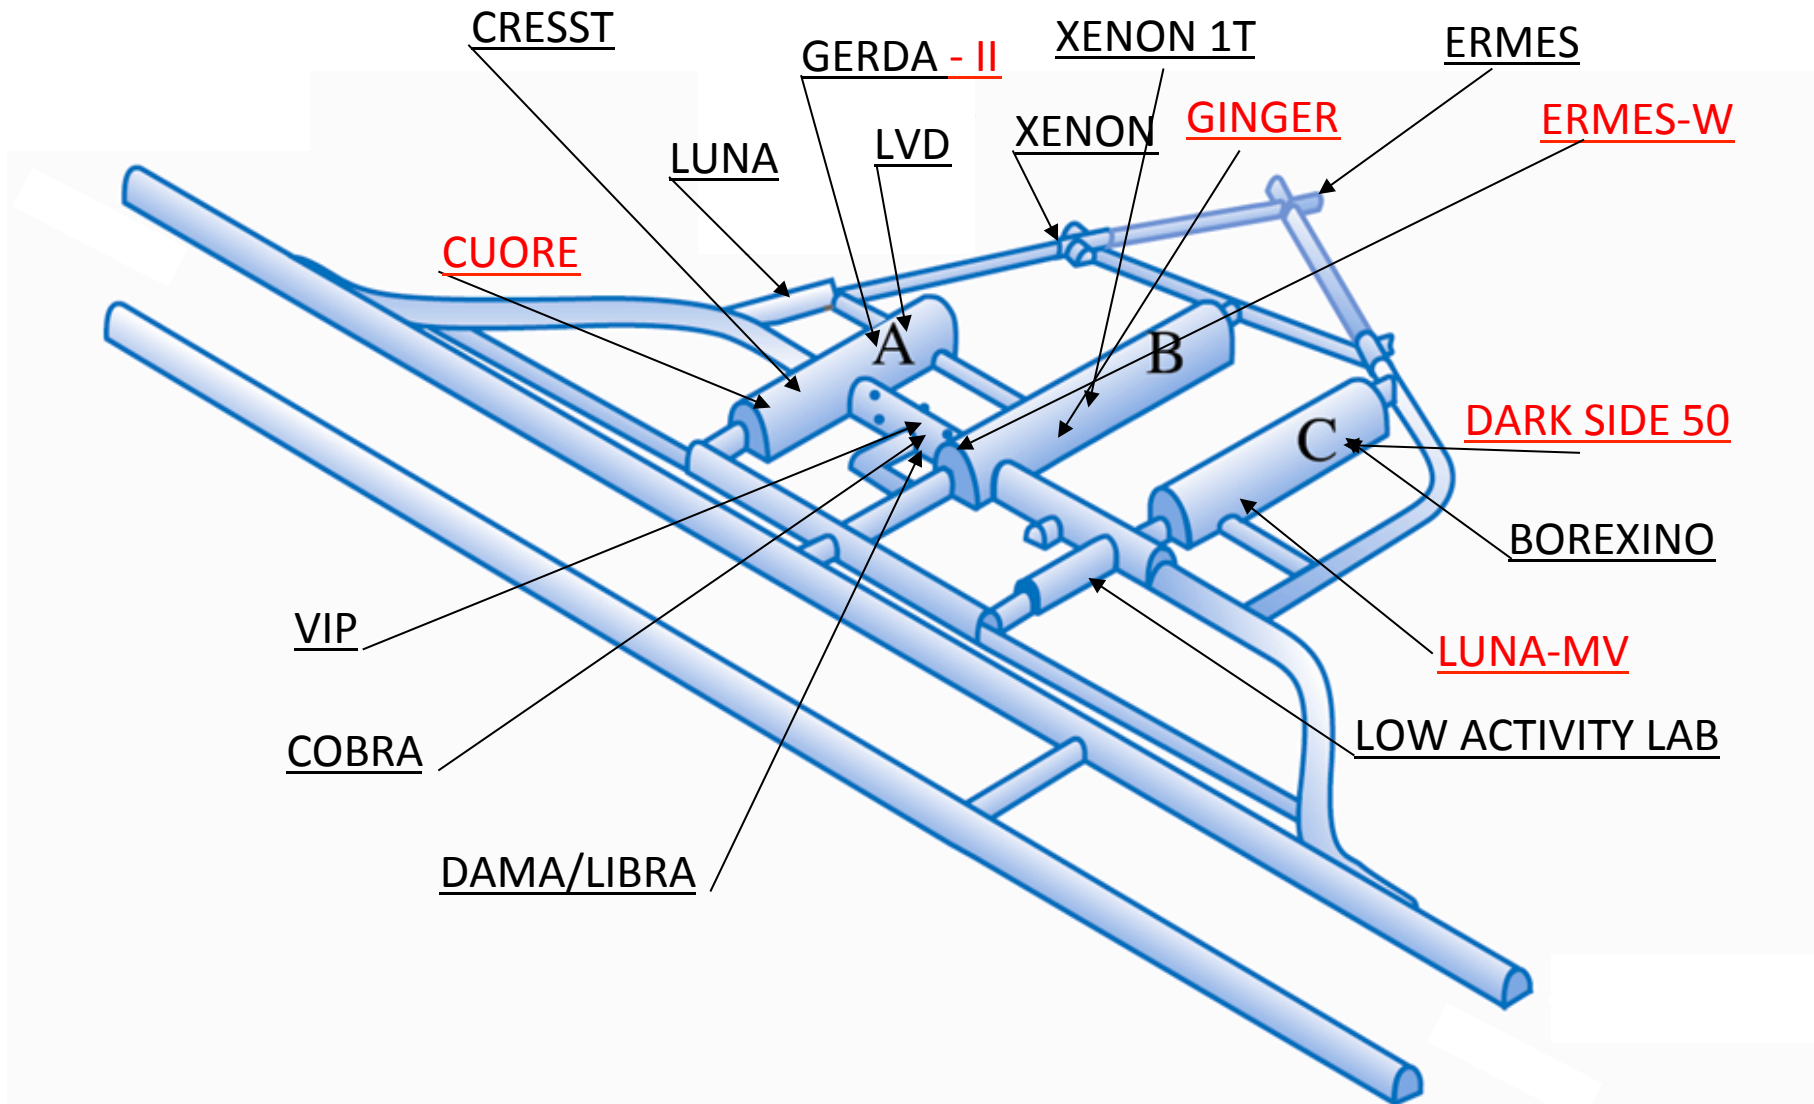 CRESST
GERDA - II
XENON 1T
ERMES
ERMES-W
GINGER
XENON
LVD
LUNA
CUORE
A
B
C
DARK SIDE 50
BOREXINO
VIP
LUNA-MV
LOW ACTIVITY LAB
COBRA
DAMA/LIBRA